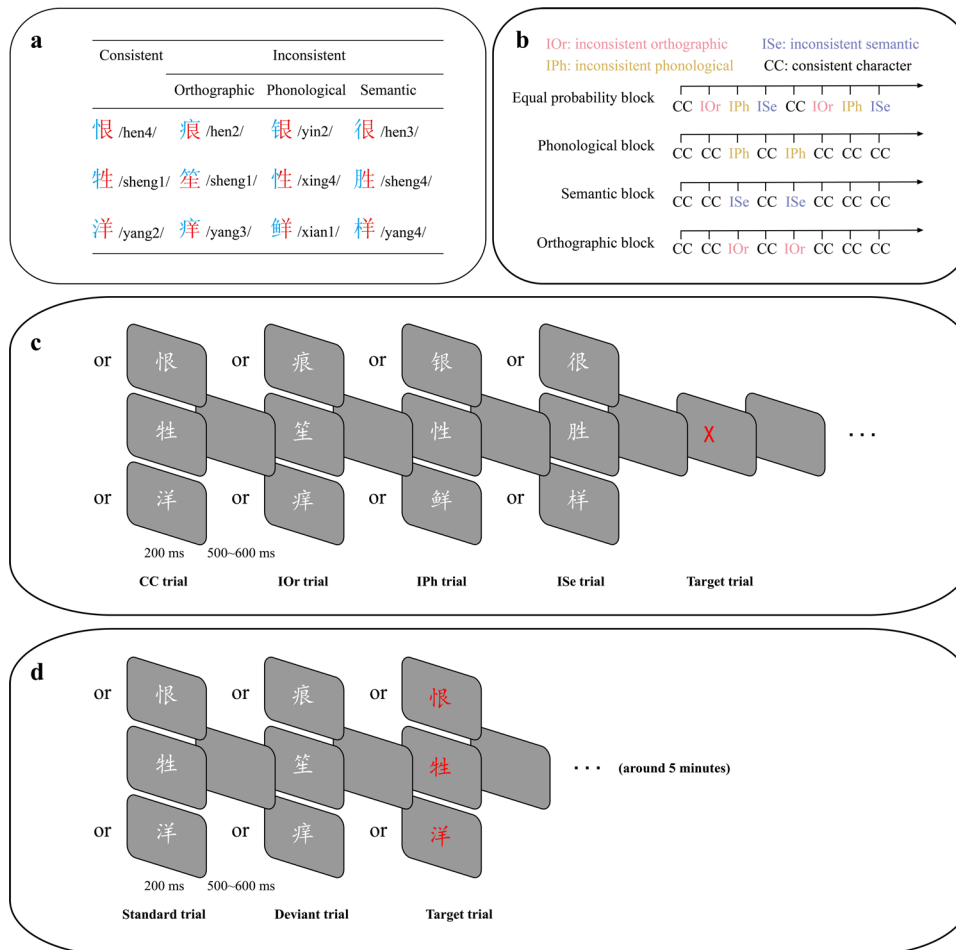 a
Consistent Inconsistent
Orthographic Phonological Semantic
恨 /hen4/ 痕 /hen2/ 银 /yin2/ 很 /hen3/
牲 /sheng1/ 笙 /sheng1/ 性 /xing4/ 胜 /sheng4/
洋 /yang2/ 痒 /yang3/ 鲜 /xian1/ 样 /yang4/
b
IOr: inconsistent orthographic ISe: inconsistent semantic
IPh: inconsisitent phonological CC: consistent character
Equal probability block
CC IOr IPh ISe CC IOr IPh ISe
Phonological block
CC CC IPh CC IPh CC CC CC
Semantic block
CC CC ISe CC ISe CC CC CC
Orthographic block
CC CC IOr CC IOr CC CC CC
c
or 恨 or 痕 or 银 or 很
牲 笙 性 胜 X ...
or 洋 or 痒 or 鲜 or 样
200 ms 500~600 ms
CC trial IOr trial IPh trial ISe trial Target trial
d
or 恨 or 痕 or 恨
牲 笙 牲 ... (around 5 minutes)
or 洋 or 痒 or 洋
200 ms 500~600 ms
Standard trial Deviant trial Target trial